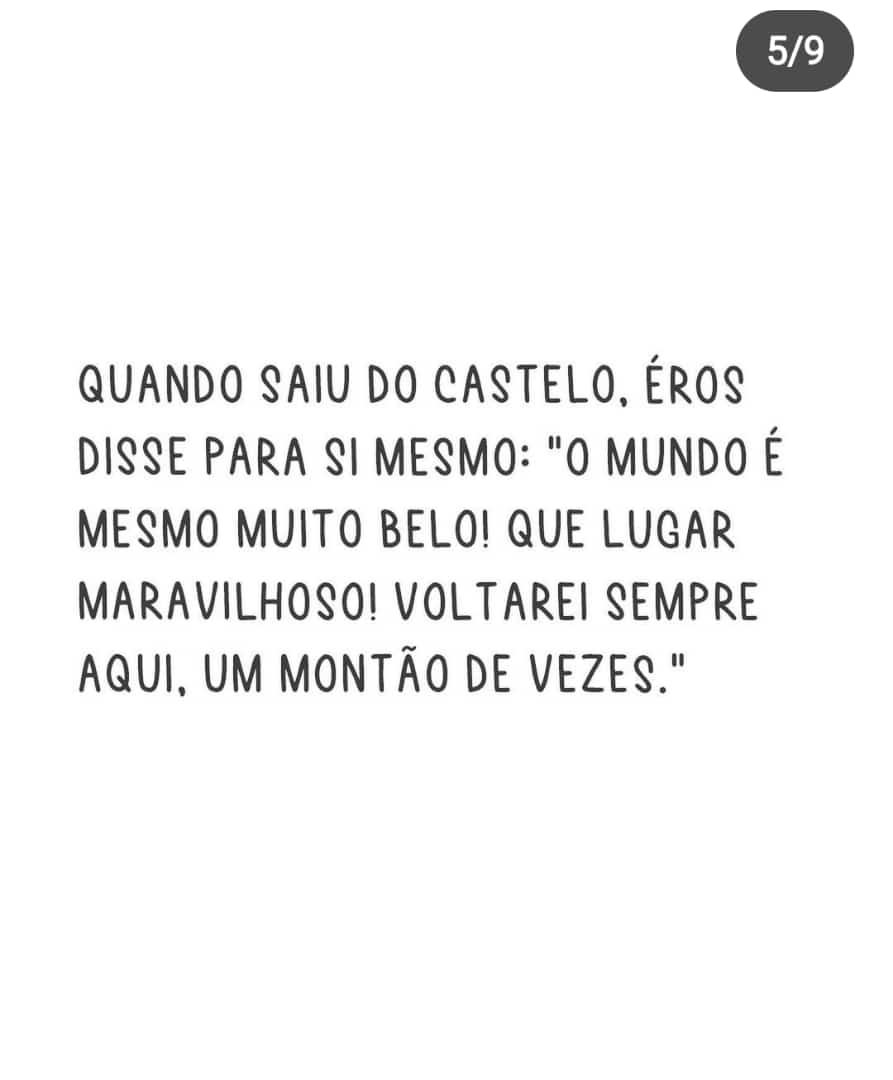 5/9
QUANDO SAIU DO CASTELO, ÉROS
DISSE PARA SI MESMO: "O MUNDO É
MESMO MUITO BELO! QUE LUGAR
MARAVILHOSO! VOLTAREI SEMPRE
AQUI, UM MONTÃO DE VEZES."